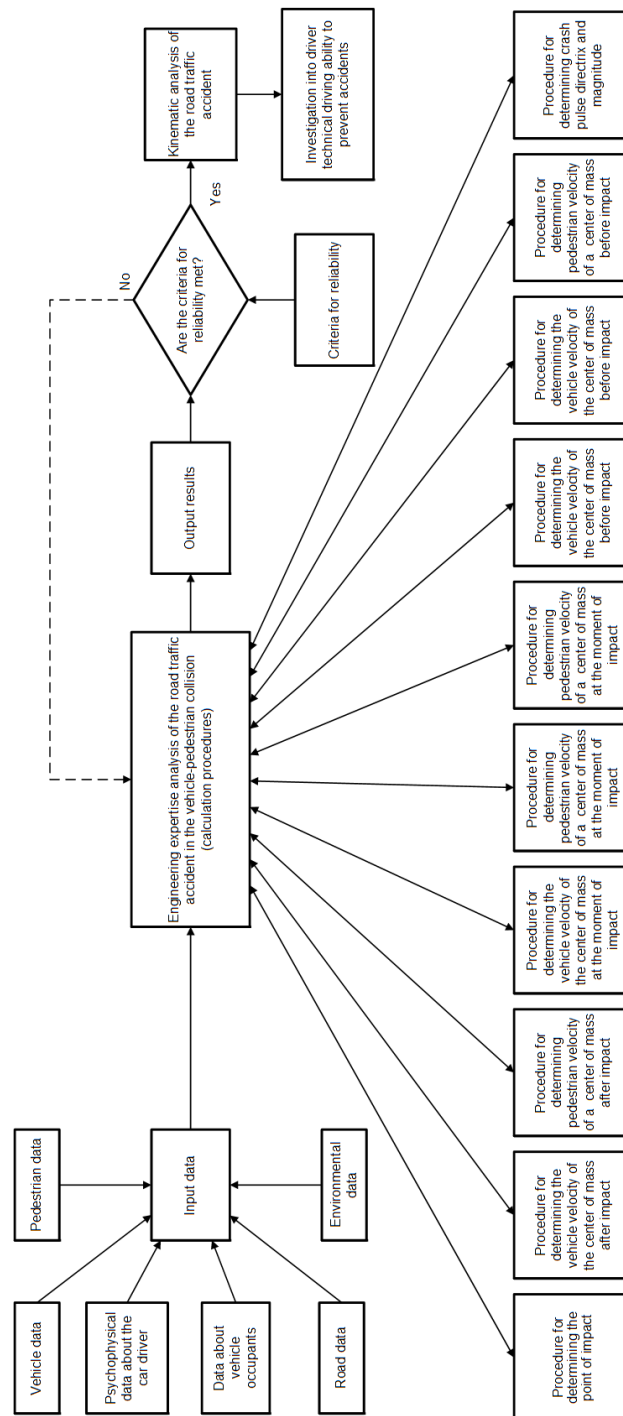 Vehicle data
Psychophysical
data about the
car driver
Data about
vehicle
occupants
Road data
Pedestrian data
Input data
Environmental
data
Engineering expertise analysis of the road traffic
accident in the vehicle-pedestrian collision
(calculation procedures)
Output results
Are the criteria for
reliability met?
No
Yes
Criteria for reliability
Kinematic analysis of
the road traffic
accident
Investigation into driver
technical driving ability to
prevent accidents
Procedure for
determining the
point of impact
Procedure for
determining the
vehicle velocity of
the center of mass
after impact
Procedure for
determining
pedestrian velocity
of a center of mass
after impact
Procedure for
determining the
vehicle velocity of
the center of mass
at the moment of
impact
Procedure for
determining
pedestrian velocity
of a center of mass
at the moment of
impact
Procedure for
determining
pedestrian velocity
of a center of mass
at the moment of
impact
Procedure for
determining the
vehicle velocity of
the center of mass
before impact
Procedure for
determining the
vehicle velocity of
the center of mass
before impact
Procedure for
determining
pedestrian velocity
of a center of mass
before impact
Procedure for
determining crash
pulse directrix and
magnitude